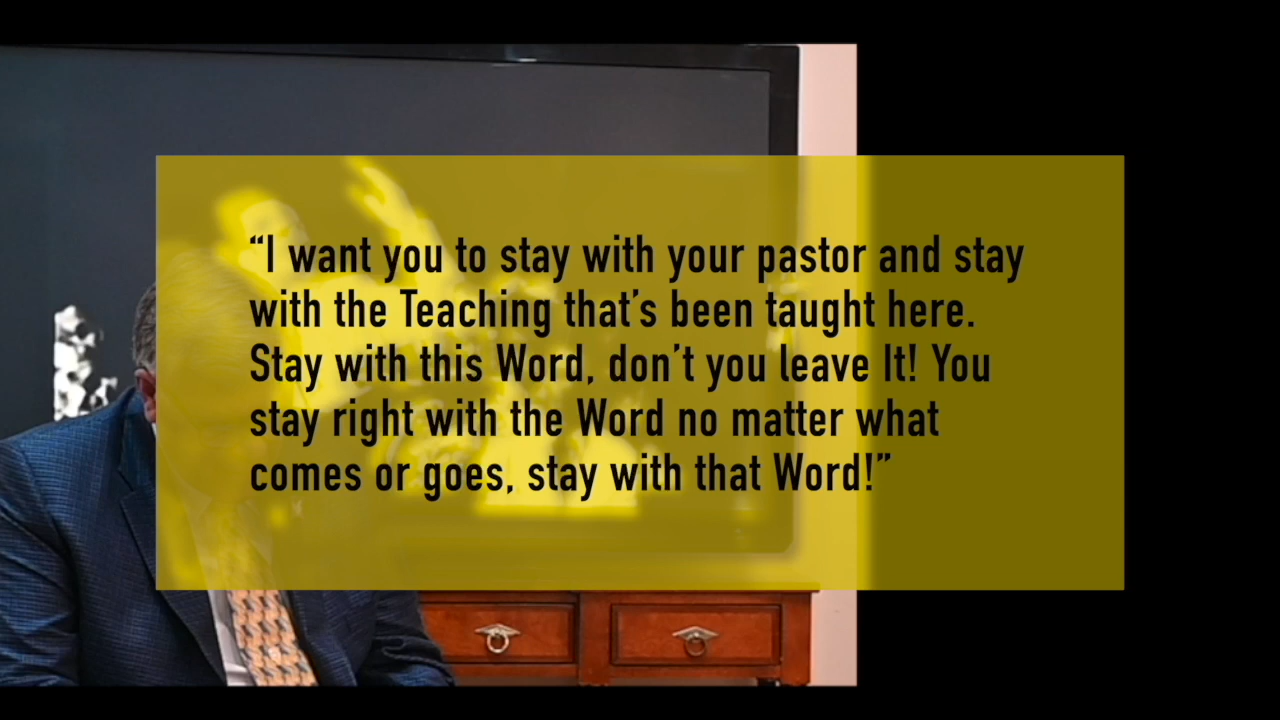 “I want you to stay with your pastor and stay
with the Teaching that’s been taught here.
Stay with this Word, don’t you leave It! You
stay right with the Word no matter what
comes or goes, stay with that Word!”